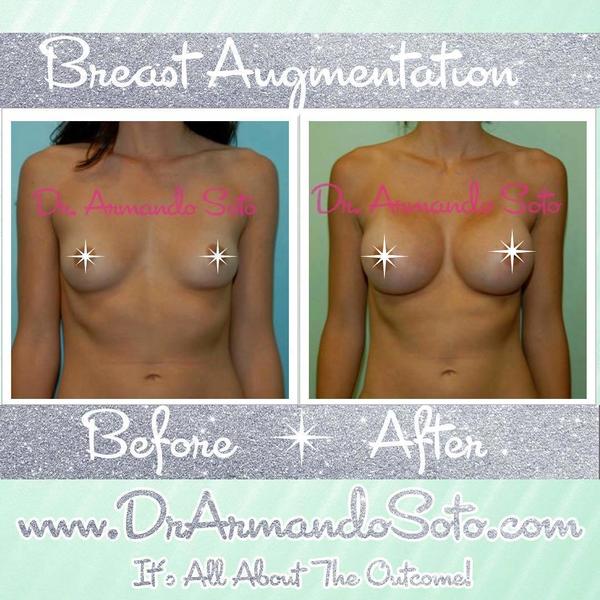 Breast Augmentation
Dr. Armando Soto
Dr. Armando Soto
Before After
www.DrArmandoSoto.com
It's All About The Outcome!